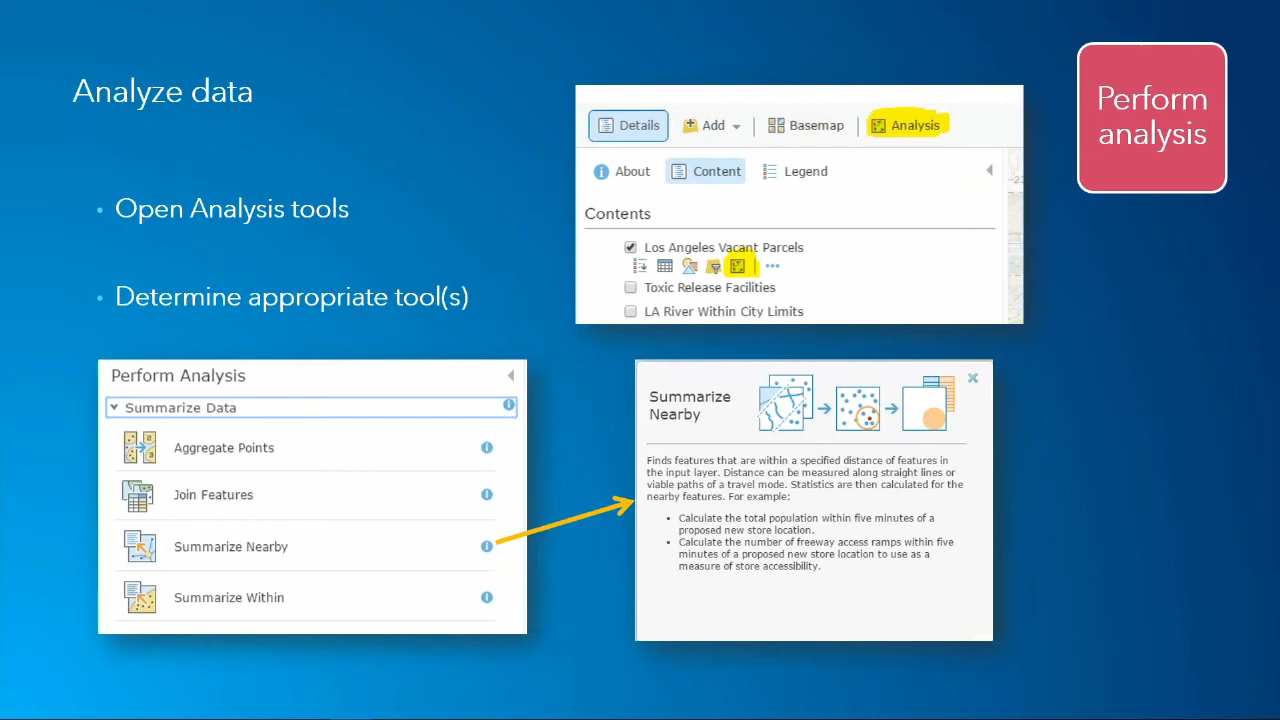 Analyze data
Perform
analysis
• Open Analysis tools
• Determine appropriate tool(s)
Details
Add
Basemap
Analysis
About
Content
Legend
Contents
Los Angeles Vacant Parcels
Toxic Release Facilities
LA River Within City Limits
Perform Analysis
Summarize Data
Aggregate Points
Join Features
Summarize Nearby
Summarize Within
Summarize
Nearby
Finds features that are within a specified distance of features in
the input layer. Distance can be measured along straight lines or
viable paths of a travel mode. Statistics are then calculated for the
nearby features. For example:
• Calculate the total population within five minutes of a
proposed new store location.
• Calculate the number of freeway access ramps within five
minutes of a proposed new store location to use as a
measure of store accessibility.